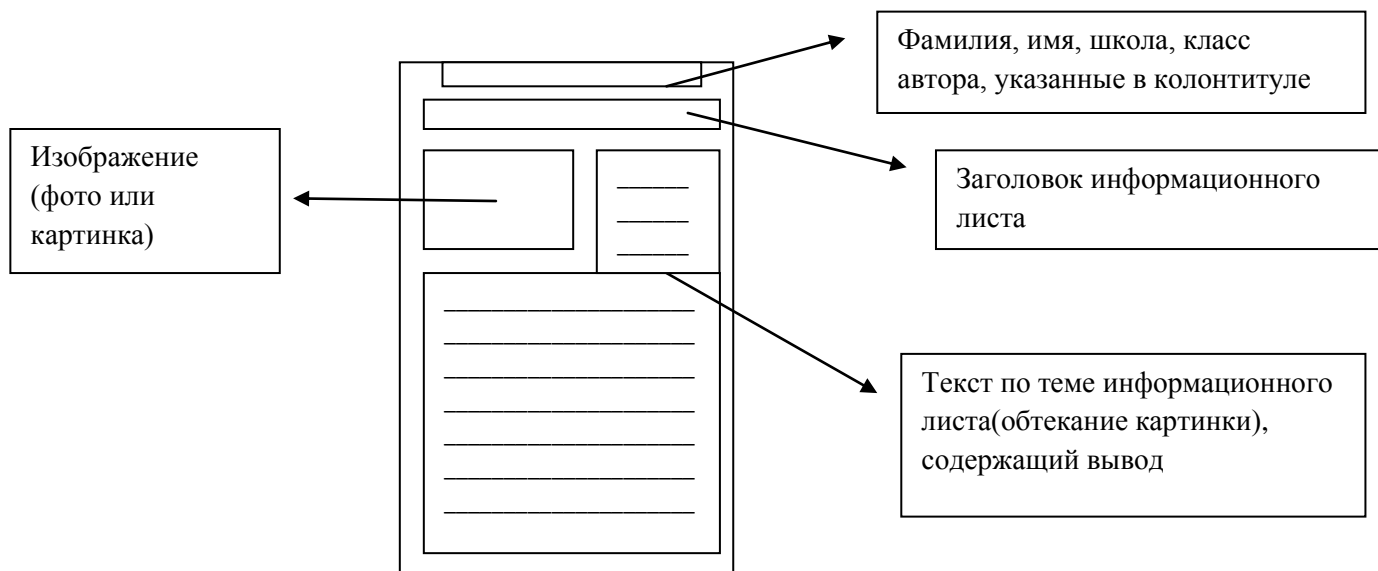 Фамилия, имя, школа, класс
автора, указанные в колонтитуле
Изображение
(фото или
картинка)
Заголовок информационного
листа
Текст по теме информационного
листа(обтекание картинки),
содержащий вывод